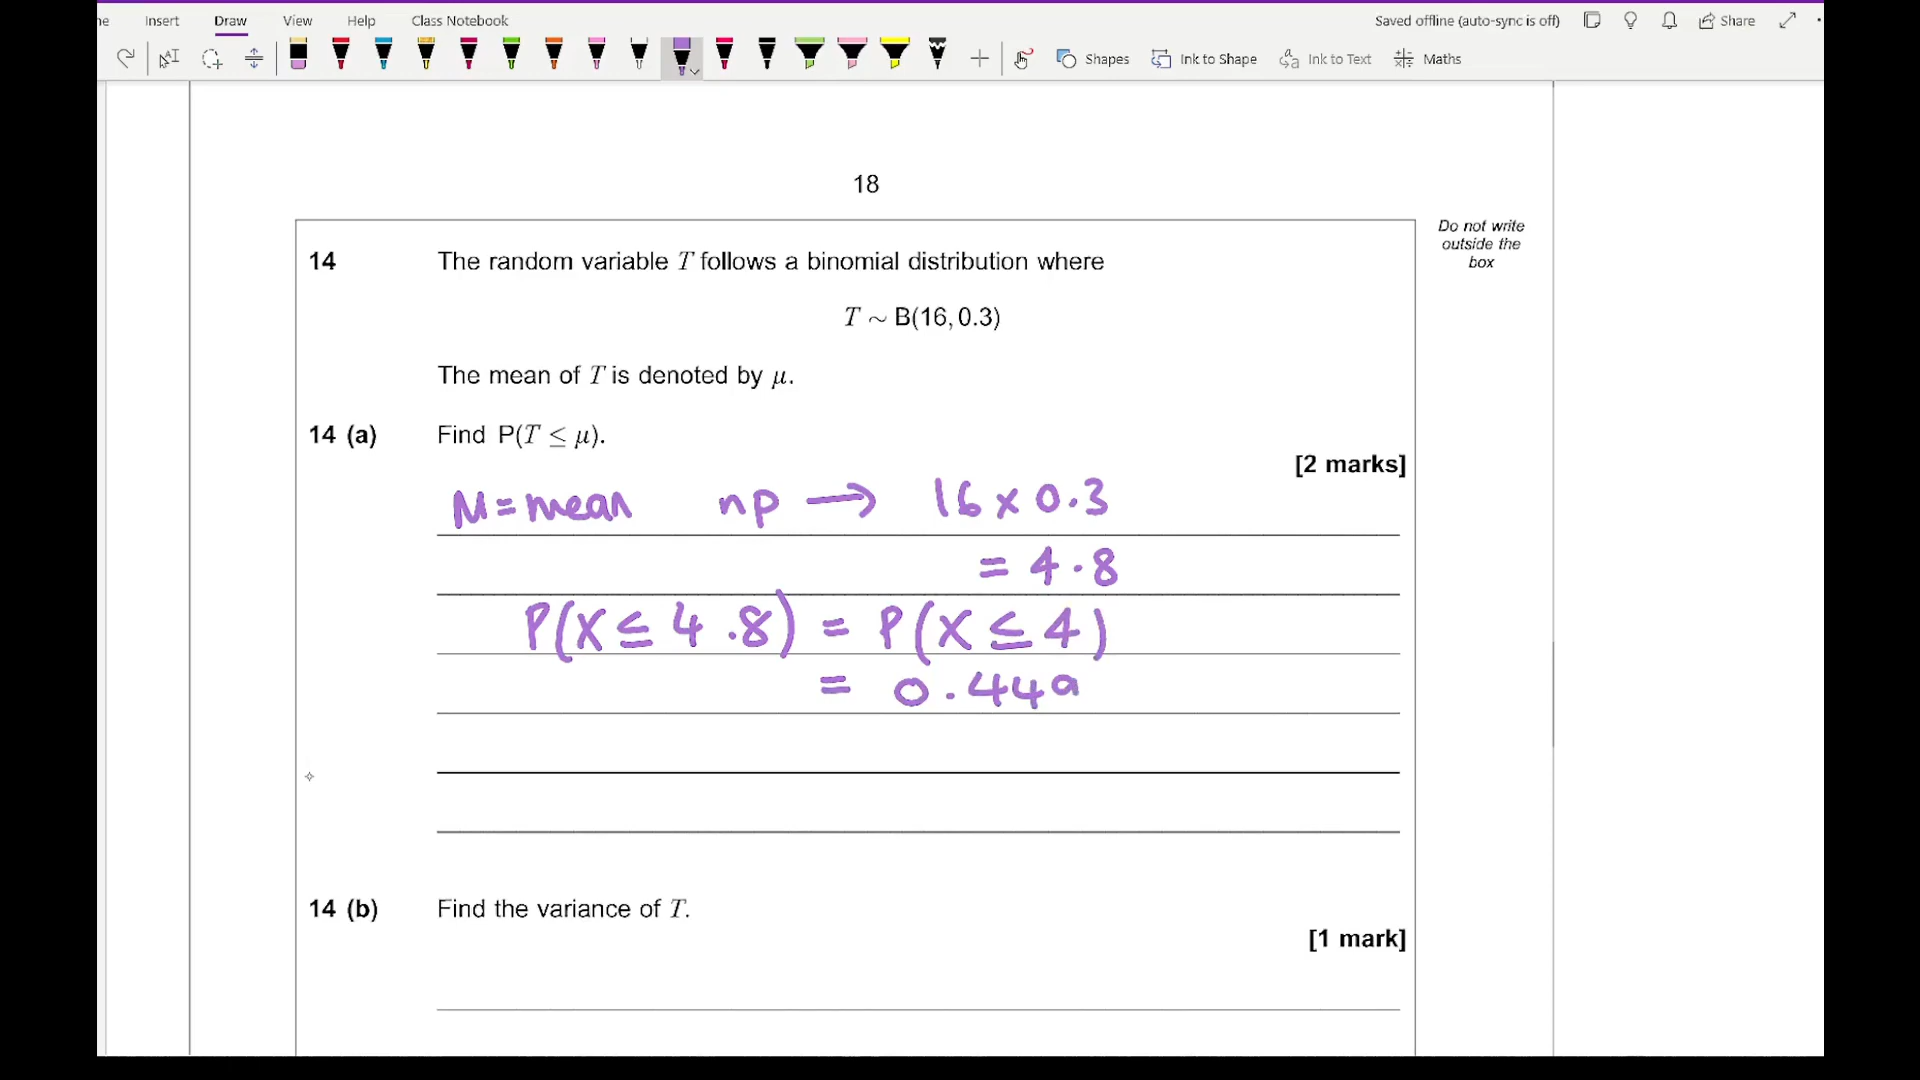 Insert Draw View Help Class Notebook Saved offline (auto-sync is off) Share
Shapes Ink to Shape Ink to Text Maths
18
Do not write
outside the
box
14 The random variable T follows a binomial distribution where
T ~ B(16, 0.3)
The mean of T is denoted by μ.
14 (a) Find P(T ≤ μ).
[2 marks]
M = mean np → 16 x 0.3
= 4.8
P(X ≤ 4.8) = P(X ≤ 4)
= 0.449
14 (b) Find the variance of T.
[1 mark]